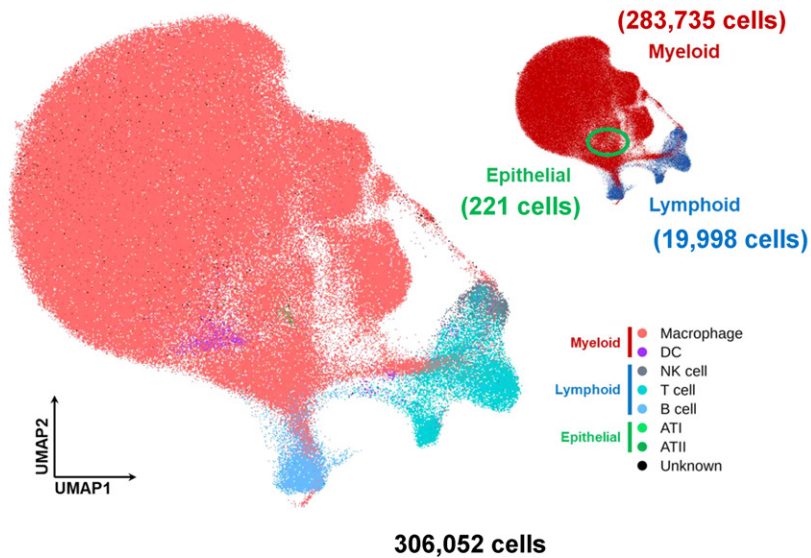 (283,735 cells)
Myeloid
Epithelial
(221 cells)
Lymphoid
(19,998 cells)
Myeloid
Macrophage
DC
Lymphoid
NK cell
T cell
B cell
Epithelial
ATI
ATII
Unknown
UMAP2
UMAP1
306,052 cells